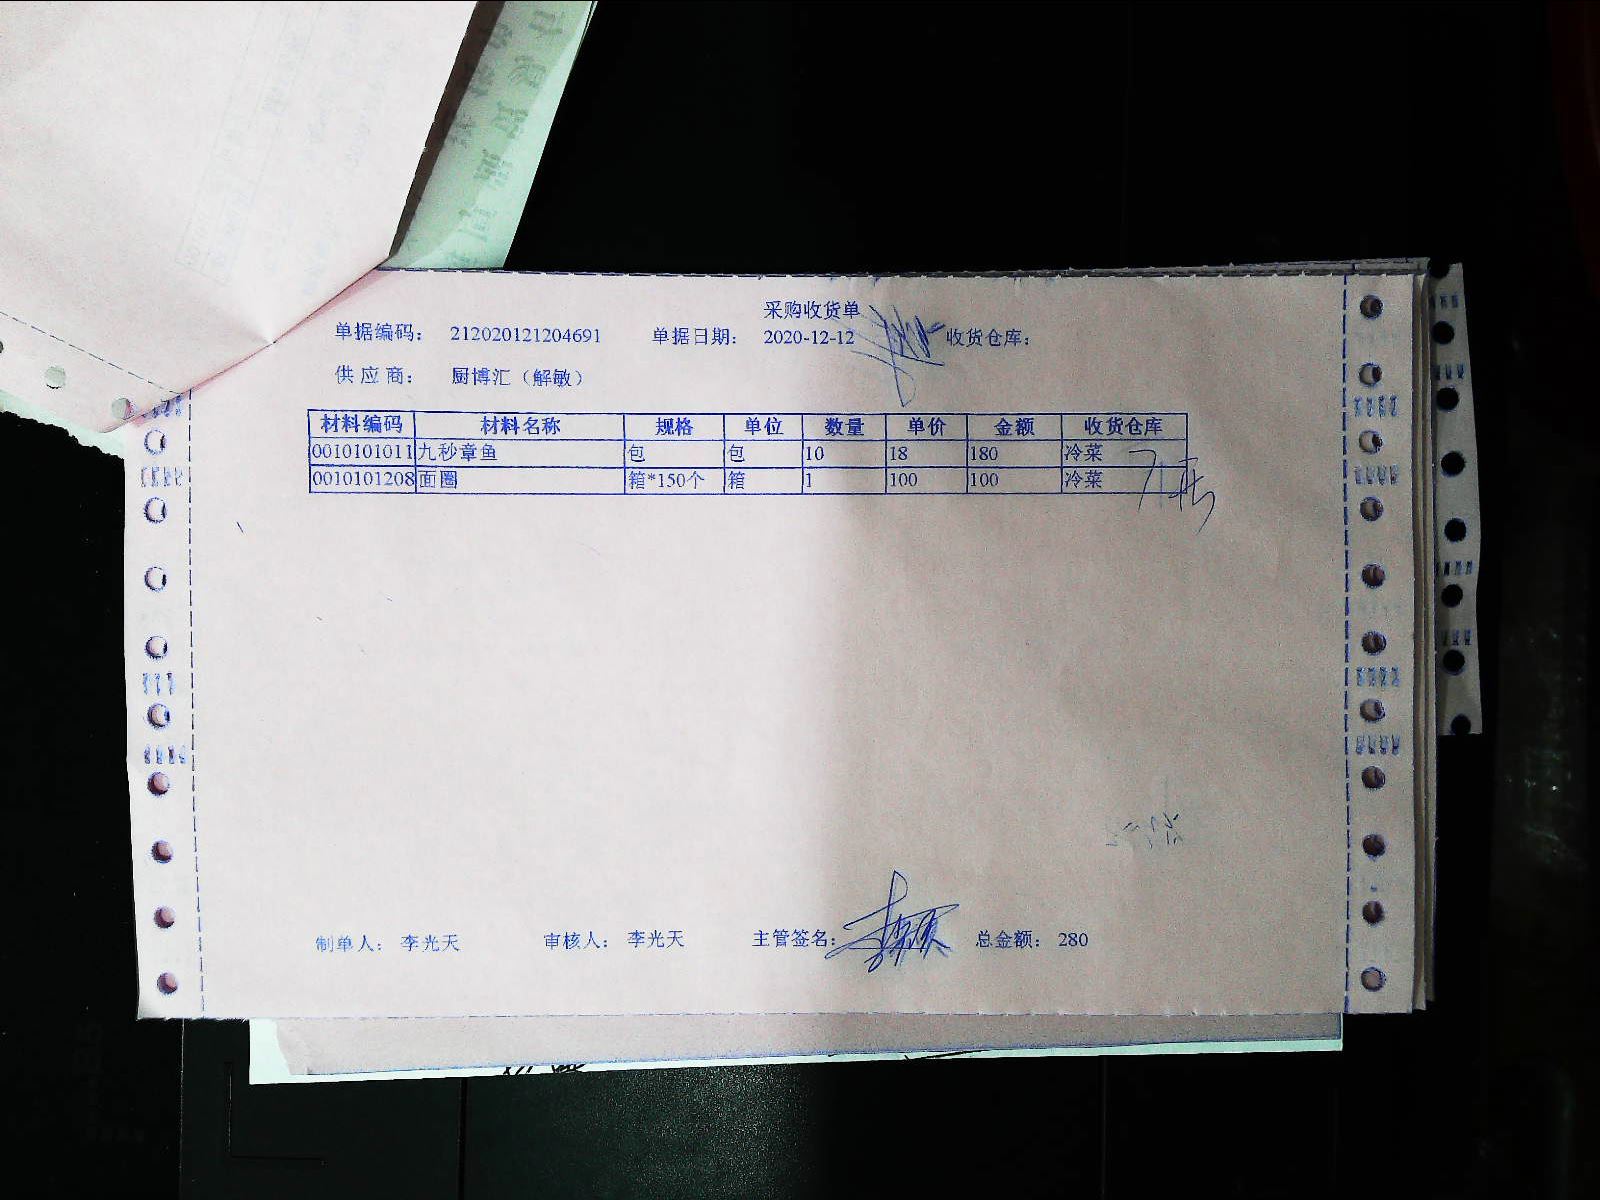 采购收货单
单据编码： 212020121204691 单据日期： 2020-12-12 收货仓库：
供应商： 厨博汇（解敏）
材料编码 材料名称 规格 单位 数量 单价 金额 收货仓库
0010101011 九秒章鱼 包 包 10 18 180 冷菜
0010101208 面圈 箱*150个 箱 1 100 100 冷菜
制单人： 李光天 审核人： 李光天 主管签名： 总金额： 280